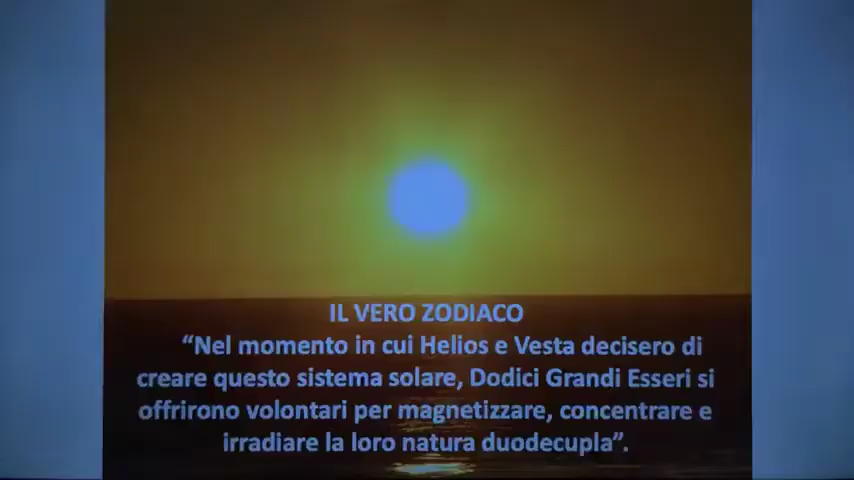 IL VERO ZODIACO
“Nel momento in cui Helios e Vesta decisero di
creare questo sistema solare, Dodici Grandi Esseri si
offrirono volontari per magnetizzare, concentrare e
irradiare la loro natura duodecupla”.